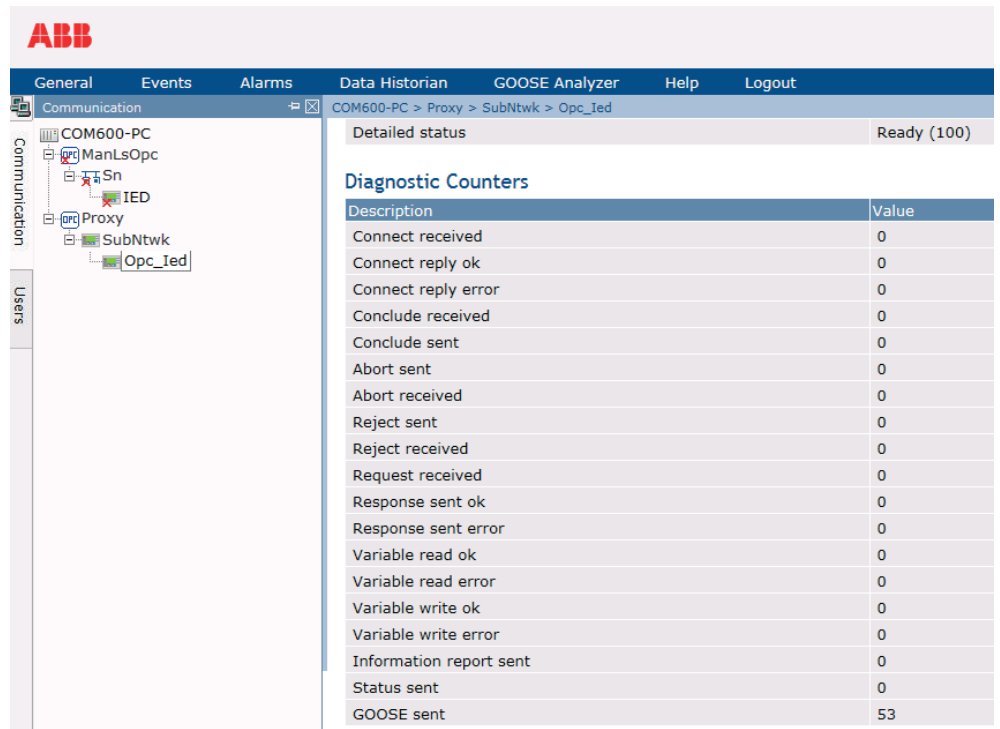 ABB
General Events Alarms Data Historian GOOSE Analyzer Help Logout
Communication
COM600-PC > Proxy > SubNtwk > Opc_Ied
Communication
Users
COM600-PC
OPC ManLsOpc
Sn
IED
OPC Proxy
SubNtwk
Opc_Ied
Detailed status Ready (100)
Diagnostic Counters
Description Value
Connect received 0
Connect reply ok 0
Connect reply error 0
Conclude received 0
Conclude sent 0
Abort sent 0
Abort received 0
Reject sent 0
Reject received 0
Request received 0
Response sent ok 0
Response sent error 0
Variable read ok 0
Variable read error 0
Variable write ok 0
Variable write error 0
Information report sent 0
Status sent 0
GOOSE sent 53